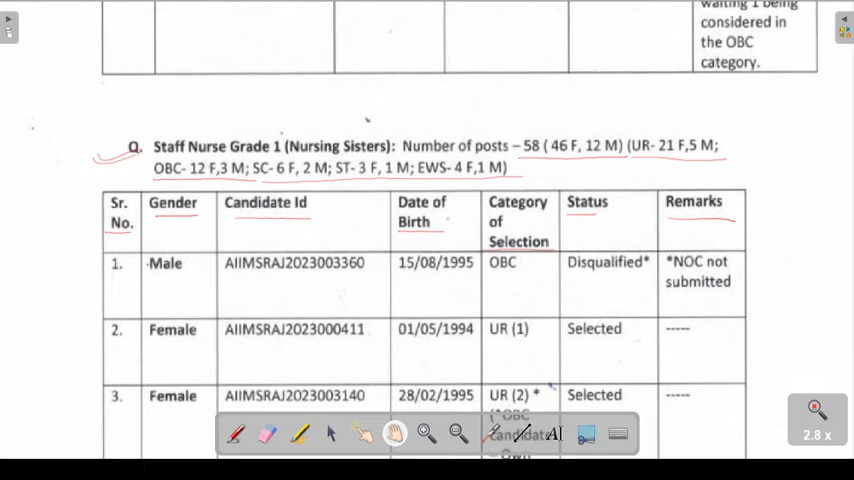 waiting 1 being
considered in
the OBC
category.
Q. Staff Nurse Grade 1 (Nursing Sisters): Number of posts – 58 ( 46 F, 12 M) (UR- 21 F,5 M;
OBC- 12 F,3 M; SC- 6 F, 2 M; ST- 3 F, 1 M; EWS- 4 F,1 M)
Sr. No. Gender Candidate Id Date of Birth Category of Selection Status Remarks
1. Male AIIMSRAJ2023003360 15/08/1995 OBC Disqualified* *NOC not submitted
2. Female AIIMSRAJ2023000411 01/05/1994 UR (1) Selected -----
3. Female AIIMSRAJ2023003140 28/02/1995 UR (2) * Selected -----
(*OBC
candidate
– Own
AI
2.8 x